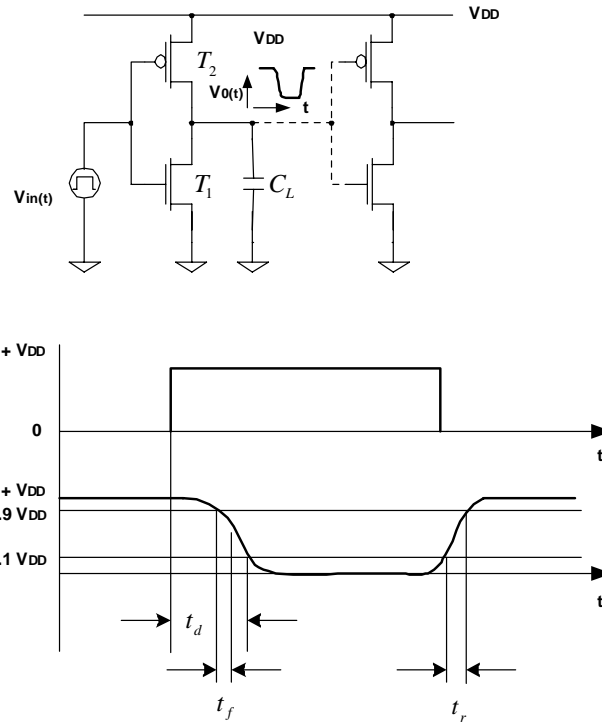 VDD
T2
VDD
V0(t)
t
Vin(t)
T1
CL
+ VDD
0
t
+ VDD
.9 VDD
.1 VDD
t
td
tf
tr